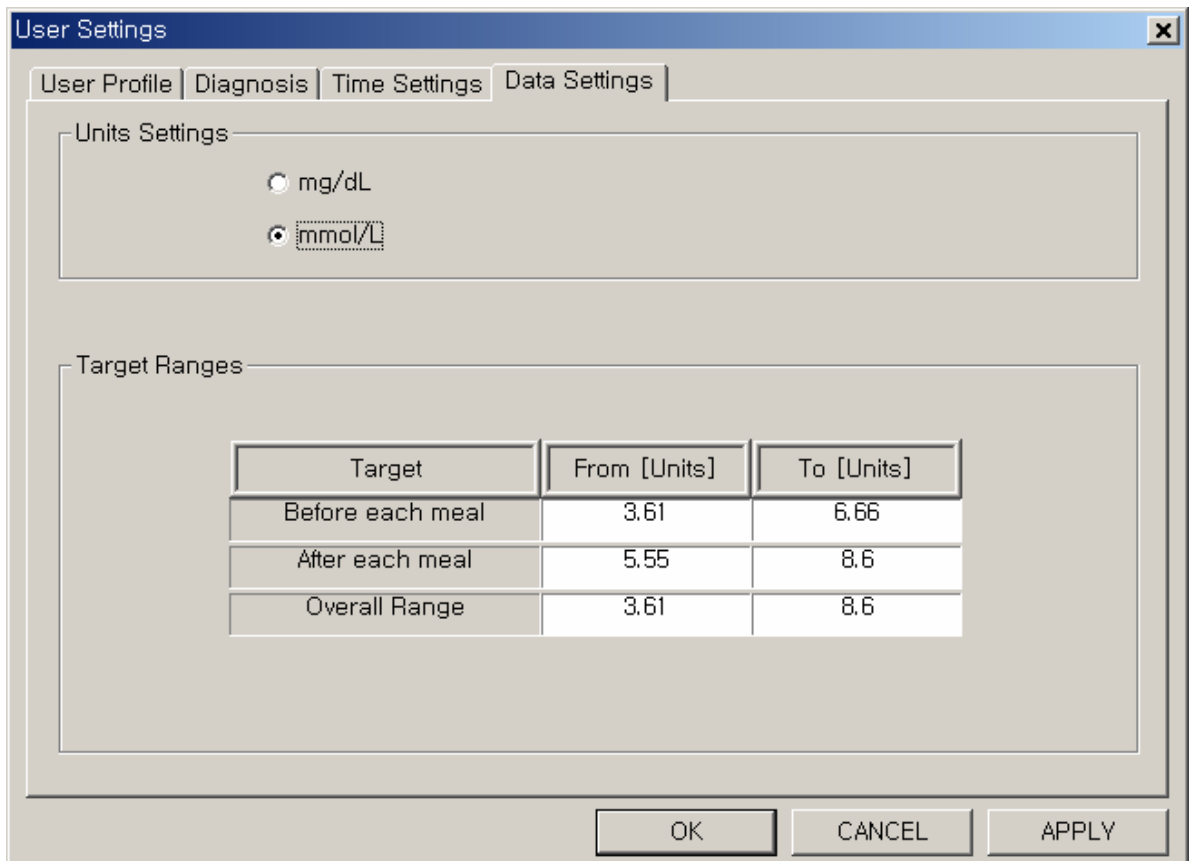 User Settings
User Profile Diagnosis Time Settings Data Settings
Units Settings
mg/dL
mmol/L
Target Ranges
Target From [Units] To [Units]
Before each meal 3.61 6.66
After each meal 5.55 8.6
Overall Range 3.61 8.6
OK CANCEL APPLY